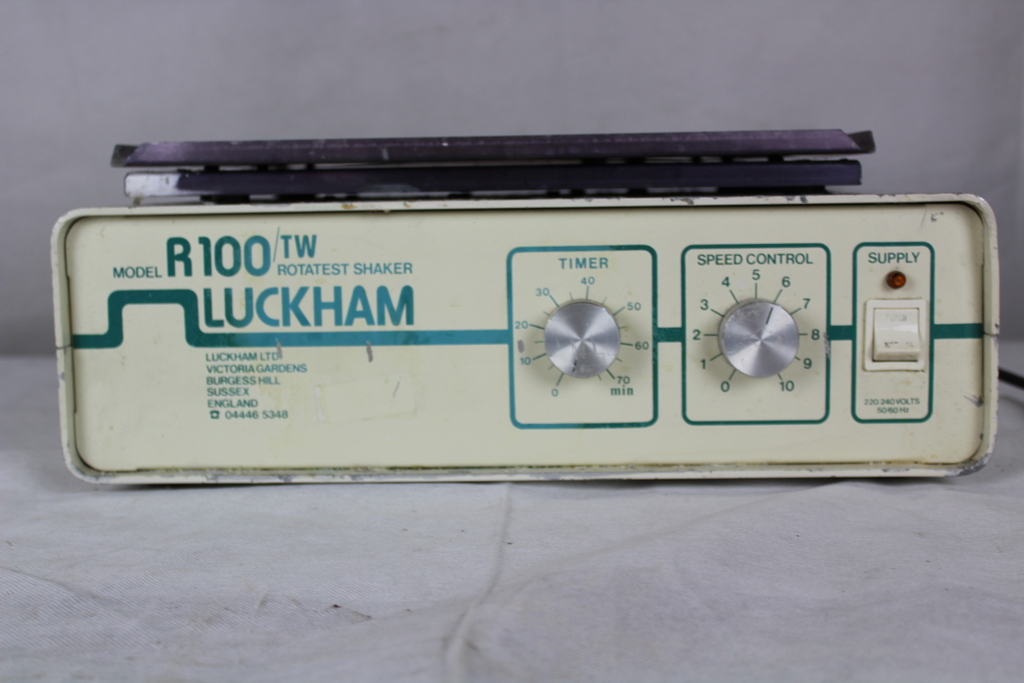 MODEL R100/TW
ROTATEST SHAKER
LUCKHAM
LUCKHAM LTD
VICTORIA GARDENS
BURGESS HILL
SUSSEX
ENGLAND
☎ 04446 5348
TIMER
0 10 20 30 40 50 60 70
min
SPEED CONTROL
0 1 2 3 4 5 6 7 8 9 10
SUPPLY
220/240 VOLTS
50/60 Hz